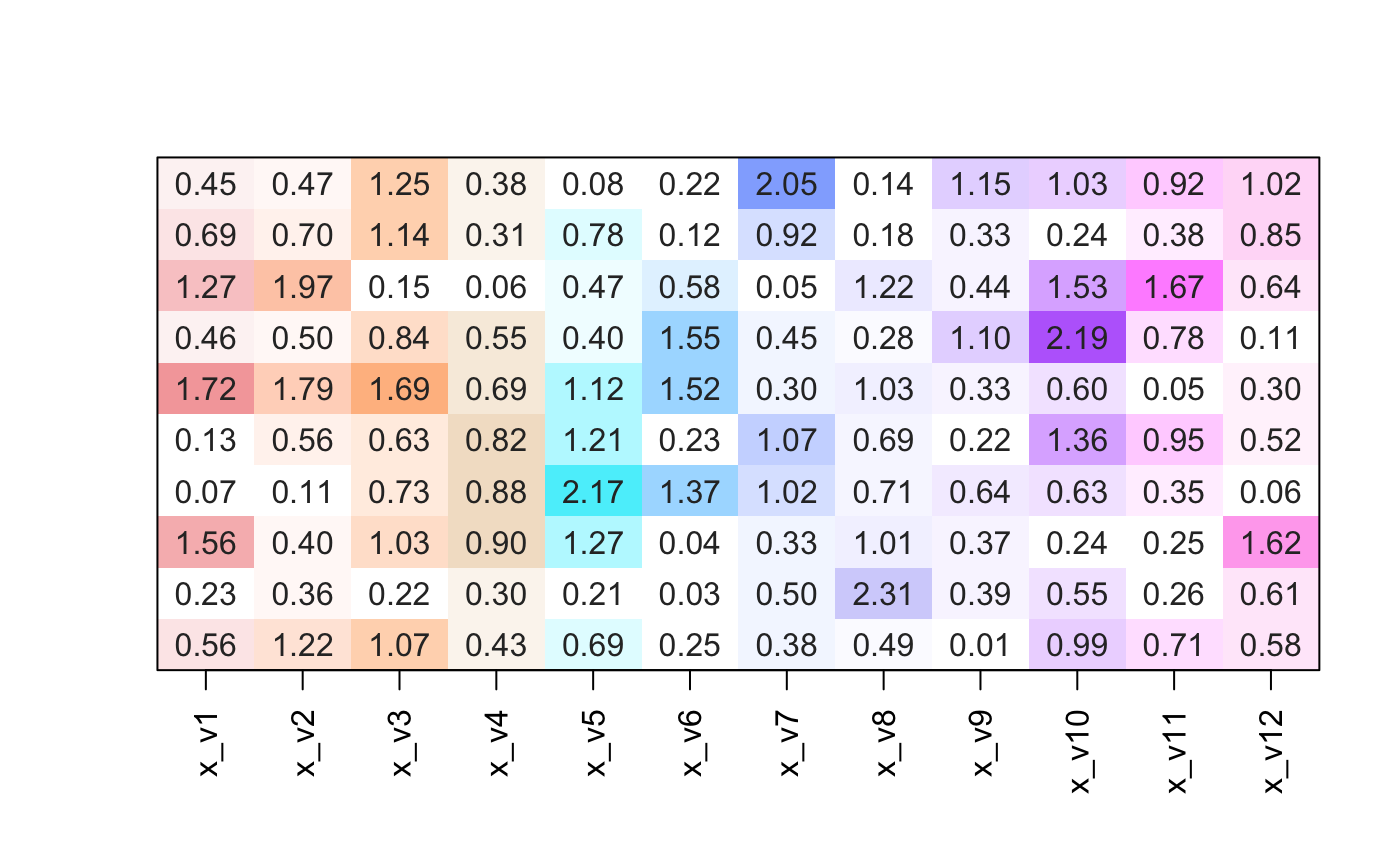 0.45 0.47 1.25 0.38 0.08 0.22 2.05 0.14 1.15 1.03 0.92 1.02
0.69 0.70 1.14 0.31 0.78 0.12 0.92 0.18 0.33 0.24 0.38 0.85
1.27 1.97 0.15 0.06 0.47 0.58 0.05 1.22 0.44 1.53 1.67 0.64
0.46 0.50 0.84 0.55 0.40 1.55 0.45 0.28 1.10 2.19 0.78 0.11
1.72 1.79 1.69 0.69 1.12 1.52 0.30 1.03 0.33 0.60 0.05 0.30
0.13 0.56 0.63 0.82 1.21 0.23 1.07 0.69 0.22 1.36 0.95 0.52
0.07 0.11 0.73 0.88 2.17 1.37 1.02 0.71 0.64 0.63 0.35 0.06
1.56 0.40 1.03 0.90 1.27 0.04 0.33 1.01 0.37 0.24 0.25 1.62
0.23 0.36 0.22 0.30 0.21 0.03 0.50 2.31 0.39 0.55 0.26 0.61
0.56 1.22 1.07 0.43 0.69 0.25 0.38 0.49 0.01 0.99 0.71 0.58
x_v1 x_v2 x_v3 x_v4 x_v5 x_v6 x_v7 x_v8 x_v9 x_v10 x_v11 x_v12